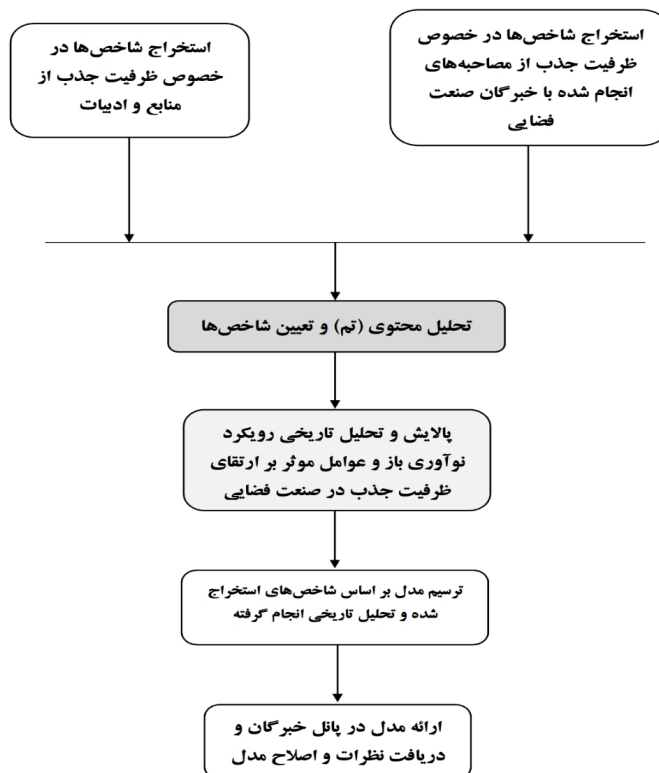 استخراج شاخص‌ها در خصوص
ظرفیت جذب از مصاحبه‌های
انجام شده با خبرگان صنعت
فضایی
استخراج شاخص‌ها در
خصوص ظرفیت جذب از
منابع و ادبیات
تحلیل محتوی (تم) و تعیین شاخص‌ها
پالایش و تحلیل تاریخی رویکرد
نوآوری باز و عوامل موثر بر ارتقای
ظرفیت جذب در صنعت فضایی
ترسیم مدل بر اساس شاخص‌های استخراج
شده و تحلیل تاریخی انجام گرفته
ارائه مدل در پانل خبرگان و
دریافت نظرات و اصلاح مدل